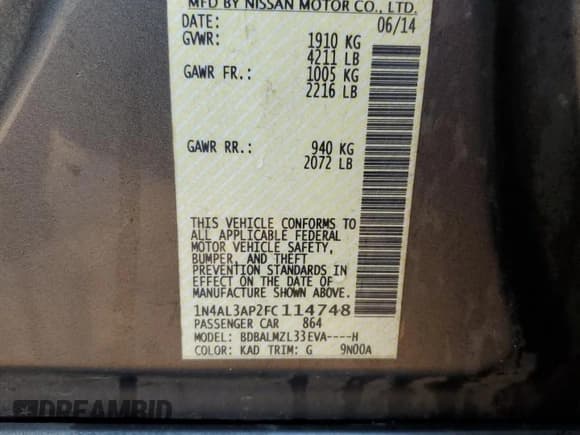 MFD BY NISSAN MOTOR CO., LTD.
DATE: 06/14
GVWR: 1910 KG
4211 LB
GAWR FR.: 1005 KG
2216 LB
GAWR RR.: 940 KG
2072 LB
THIS VEHICLE CONFORMS TO
ALL APPLICABLE FEDERAL
MOTOR VEHICLE SAFETY,
BUMPER, AND THEFT
PREVENTION STANDARDS IN
EFFECT ON THE DATE OF
MANUFACTURE SHOWN ABOVE.
1N4AL3AP2FC114748
PASSENGER CAR 864
MODEL: BDBALMZL33EVA----H
COLOR: KAD TRIM: G 9N00A
DREAMBID